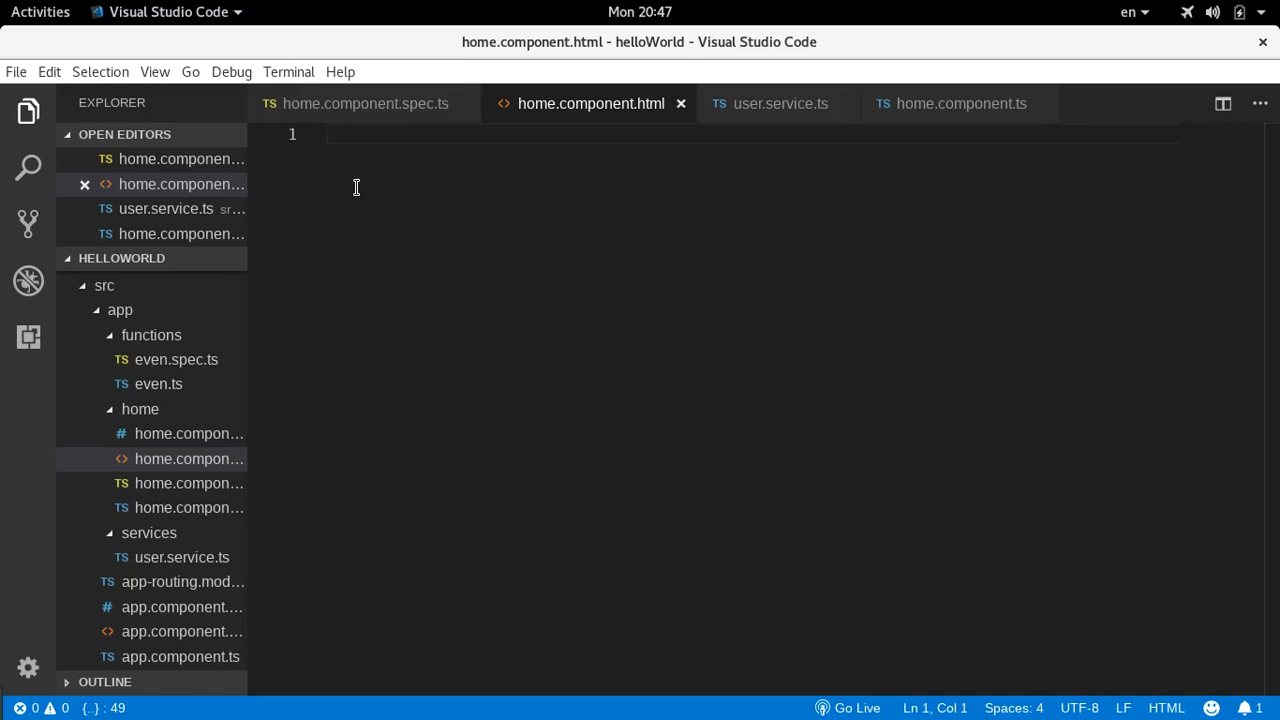 Activities Visual Studio Code Mon 20:47 en
home.component.html - helloWorld - Visual Studio Code
File Edit Selection View Go Debug Terminal Help
EXPLORER
TS home.component.spec.ts <> home.component.html TS user.service.ts TS home.component.ts
OPEN EDITORS
TS home.componen...
<> home.componen...
TS user.service.ts sr...
TS home.componen...
HELLOWORLD
src
app
functions
TS even.spec.ts
TS even.ts
home
# home.compon...
<> home.compon...
TS home.compon...
TS home.compon...
services
TS user.service.ts
TS app-routing.mod...
# app.component....
<> app.component....
TS app.component.ts
OUTLINE
1
0 0 {..} : 49 Go Live Ln 1, Col 1 Spaces: 4 UTF-8 LF HTML 1